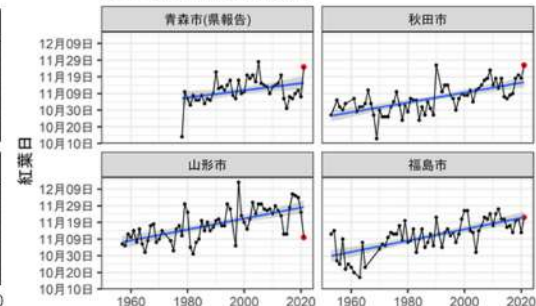 青森市(県報告)
秋田市
12月09日
11月29日
11月19日
11月09日
10月30日
10月20日
10月10日
紅葉日
山形市
福島市
12月09日
11月29日
11月19日
11月09日
10月30日
10月20日
10月10日
0
1960
1980
2000
2020
1960
1980
2000
2020